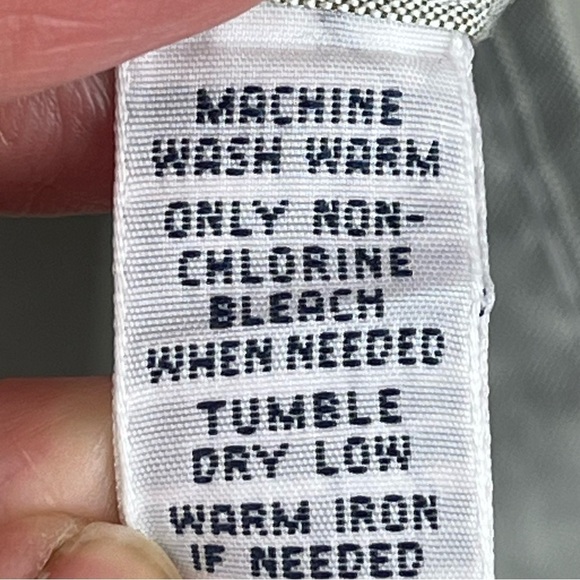 MACHINE
WASH WARM
ONLY NON-
CHLORINE
BLEACH
WHEN NEEDED
TUMBLE
DRY LOW
WARM IRON
IF NEEDED